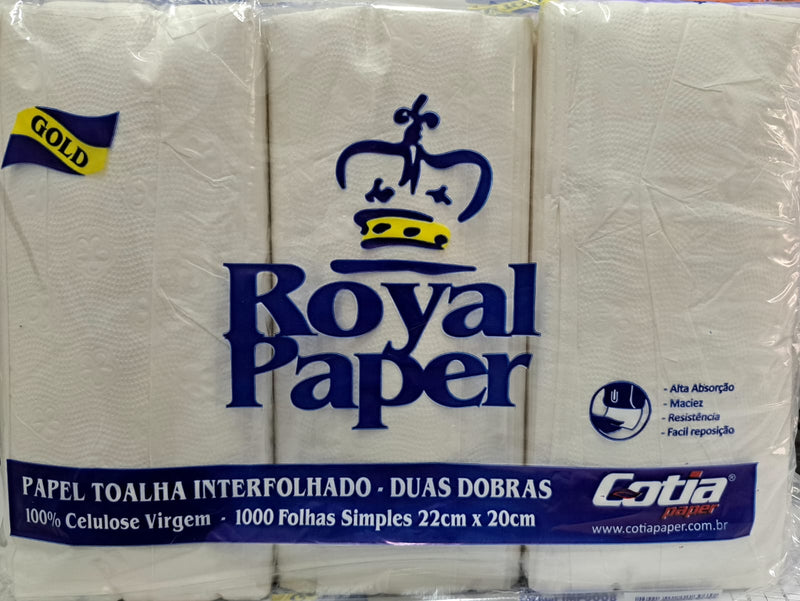 GOLD
Royal
Paper
- Alta Absorção
- Maciez
- Resistência
- Facil reposição
PAPEL TOALHA INTERFOLHADO - DUAS DOBRAS
100% Celulose Virgem - 1000 Folhas Simples 22cm x 20cm
Cotia®
paper
www.cotiapaper.com.br